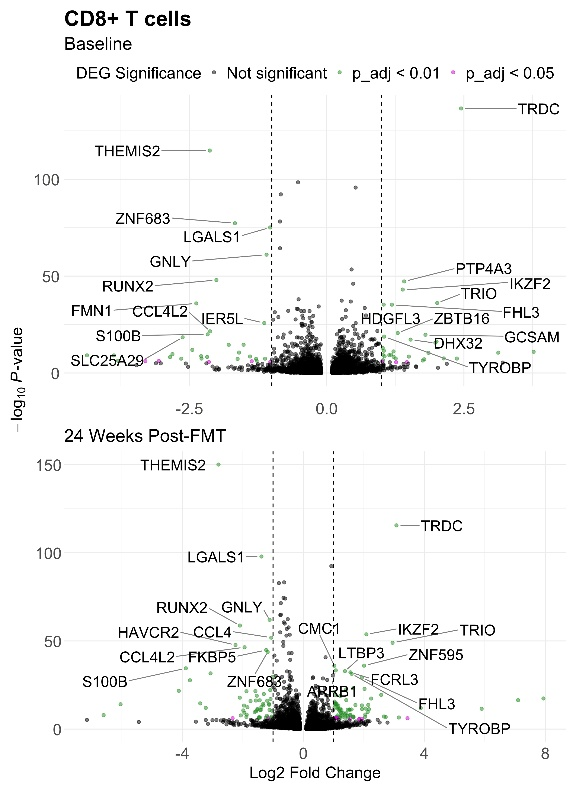 CD8+ T cells
Baseline
DEG Significance Not significant p_adj < 0.01 p_adj < 0.05
TRDC
THEMIS2
100
ZNF683
LGALS1
GNLY
PTP4A3
RUNX2
IKZF2
50
TRIO
FMN1 CCL4L2 IER5L HDGFL3 ZBTB16 FHL3
S100B
GCSAM
DHX32
SLC25A29
TYROBP
0
-2.5 0.0 2.5
−log10 P-value
24 Weeks Post-FMT
150
THEMIS2
TRDC
100
LGALS1
RUNX2 GNLY
HAVCR2 CCL4 CMC1 IKZF2 TRIO
50
CCL4L2 FKBP5 LTBP3 ZNF595
S100B ZNF683 FCRL3
ARRB1
FHL3
TYROBP
0
-4 0 4 8
Log2 Fold Change